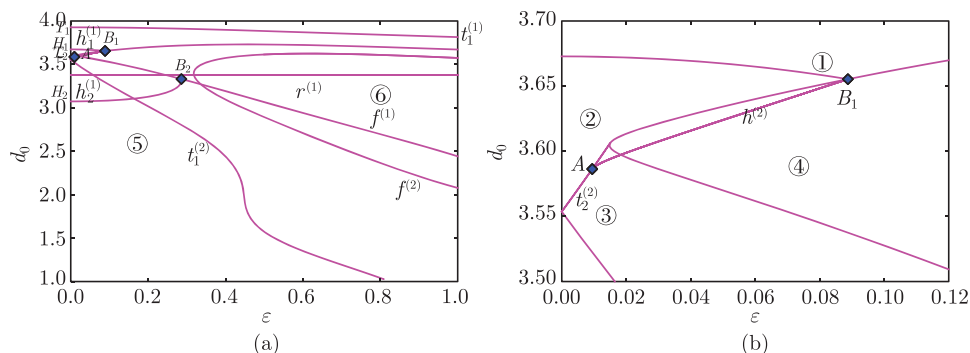 4.0
3.5
3.0
2.5
2.0
1.5
1.0
d₀
T₁
H₁
T₂
H₂
h₁⁽¹⁾
B₁
A
B₂
h₂⁽¹⁾
r⁽¹⁾
⑥
f⁽¹⁾
⑤
t₁⁽²⁾
f⁽²⁾
t₁⁽¹⁾
0.0 0.2 0.4 0.6 0.8 1.0
ε
(a)
3.70
3.65
3.60
3.55
3.50
d₀
①
B₁
h⁽²⁾
②
A
④
t₂⁽²⁾
③
0.00 0.02 0.04 0.06 0.08 0.10 0.12
ε
(b)